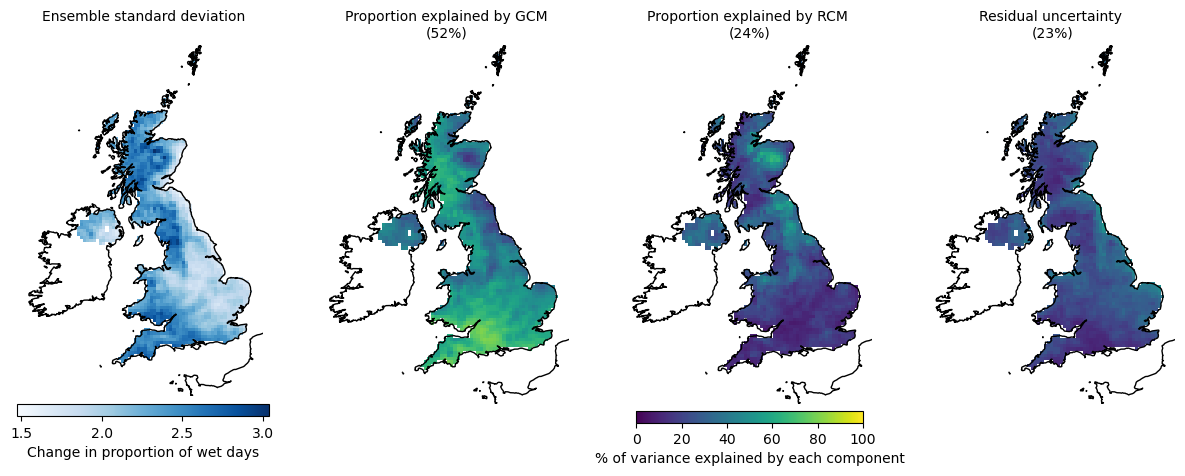 Ensemble standard deviation
Proportion explained by GCM
(52%)
Proportion explained by RCM
(24%)
Residual uncertainty
(23%)
1.5 2.0 2.5 3.0
Change in proportion of wet days
0 20 40 60 80 100
% of variance explained by each component